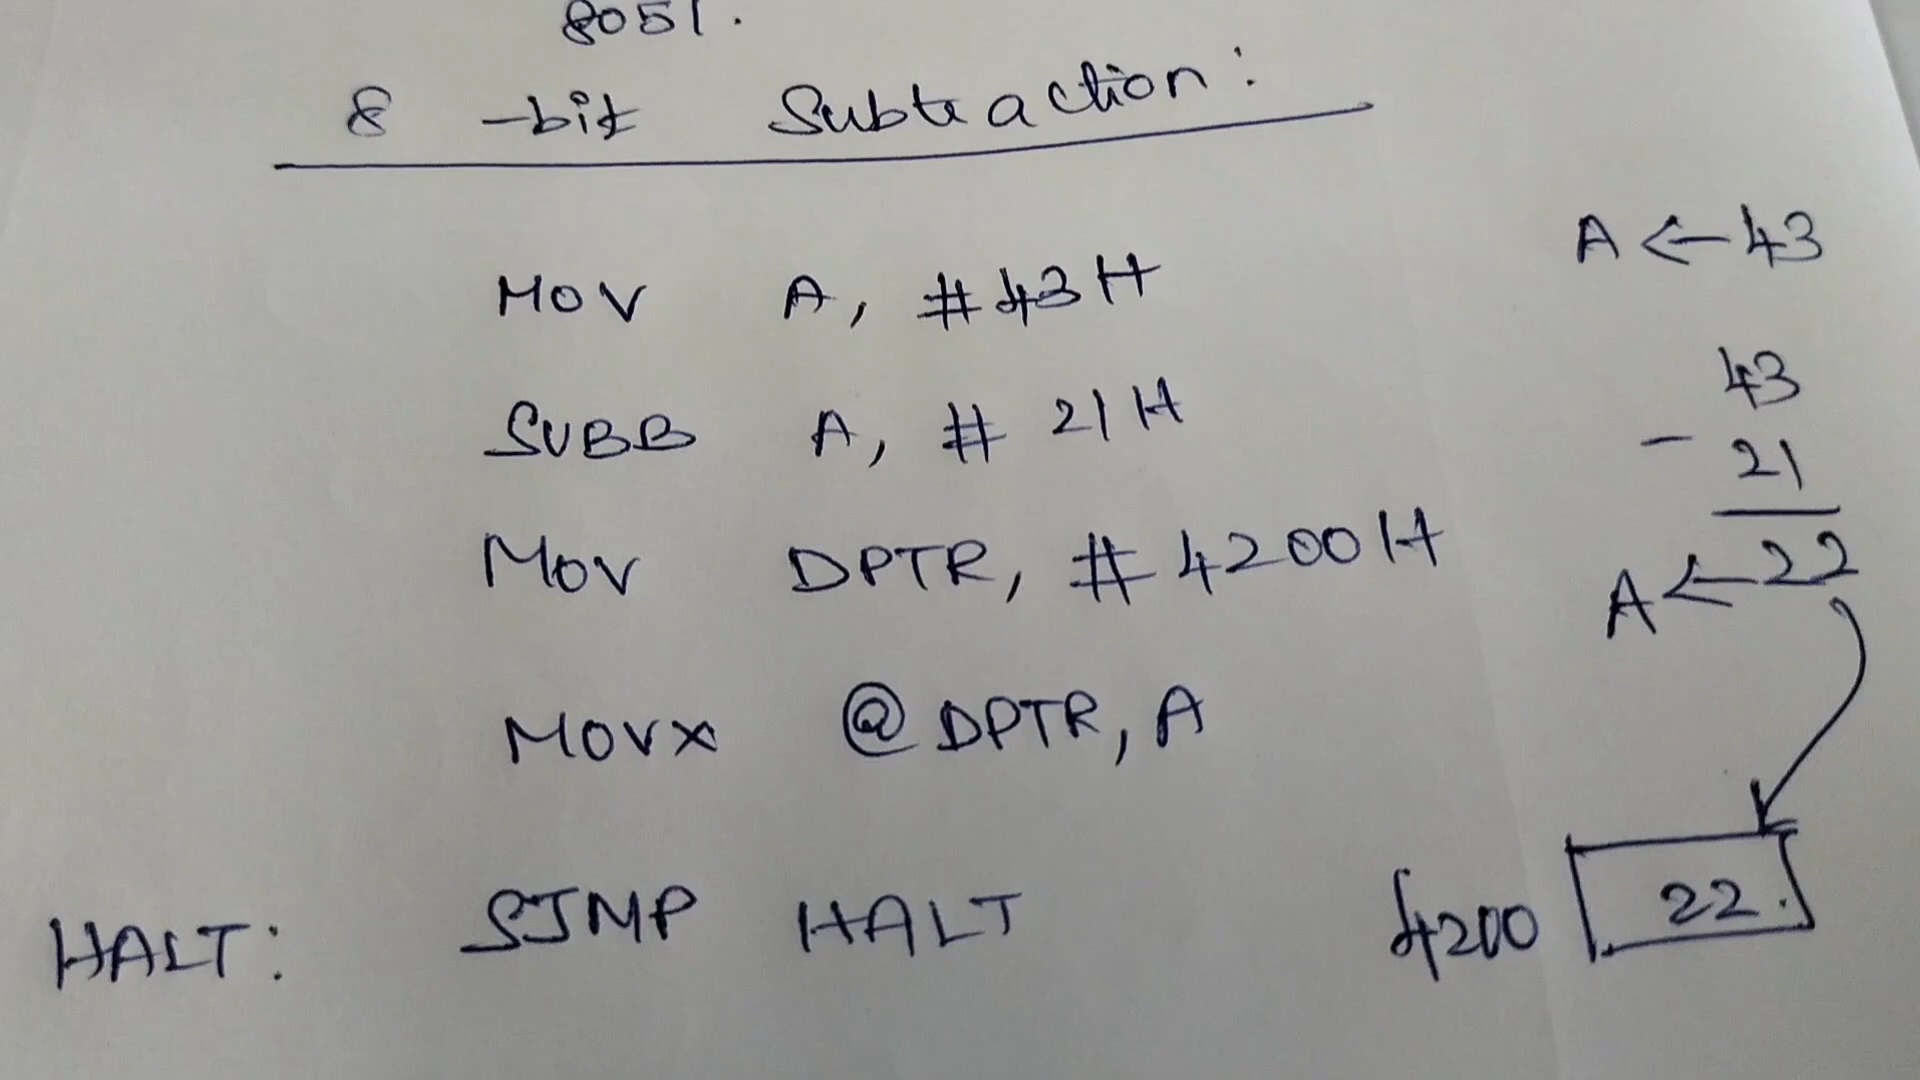 8051.
8 -bit Subtraction:
MOV A, #43H
SUBB A, # 21H
MOV DPTR, # 4200H
MOVX @DPTR, A
HALT: SJMP HALT
A ← 43
43
- 21
A ← 22
4200 22.